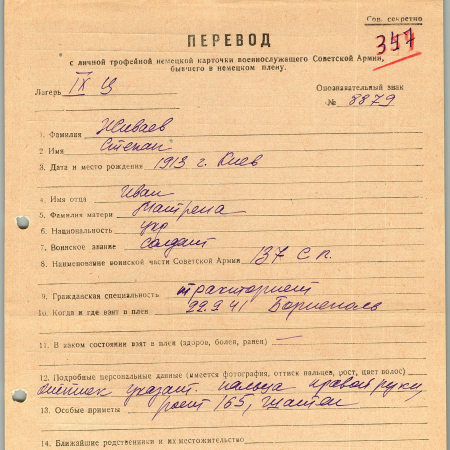 Сов. секретно
ПЕРЕВОД
347
с личной трофейной немецкой карточки военнослужащего Советской Армии,
бывшего в немецком плену.
Лагерь IX Ц
Опознавательный знак
№ 8879
1. Фамилия Живаев
2. Имя Степан
3. Дата и место рождения 1913 г. Киев
4. Имя отца Иван
5. Фамилия матери Матрена
6. Национальность укр
7. Воинское звание солдат
8. Наименование воинской части Советской Армии 137 с п.
9. Гражданская специальность тракторист
10. Когда и где взят в плен 22.9.41 Борисполь
11. В каком состоянии взят в плен (здоров, болен, ранен) —
12. Подробные персональные данные (имеется фотография, оттиск пальцев, рост, цвет волос)
оттиск указат. пальца правой руки,
13. Особые приметы рост 165, шатен
14. Ближайшие родственники и их местожительство